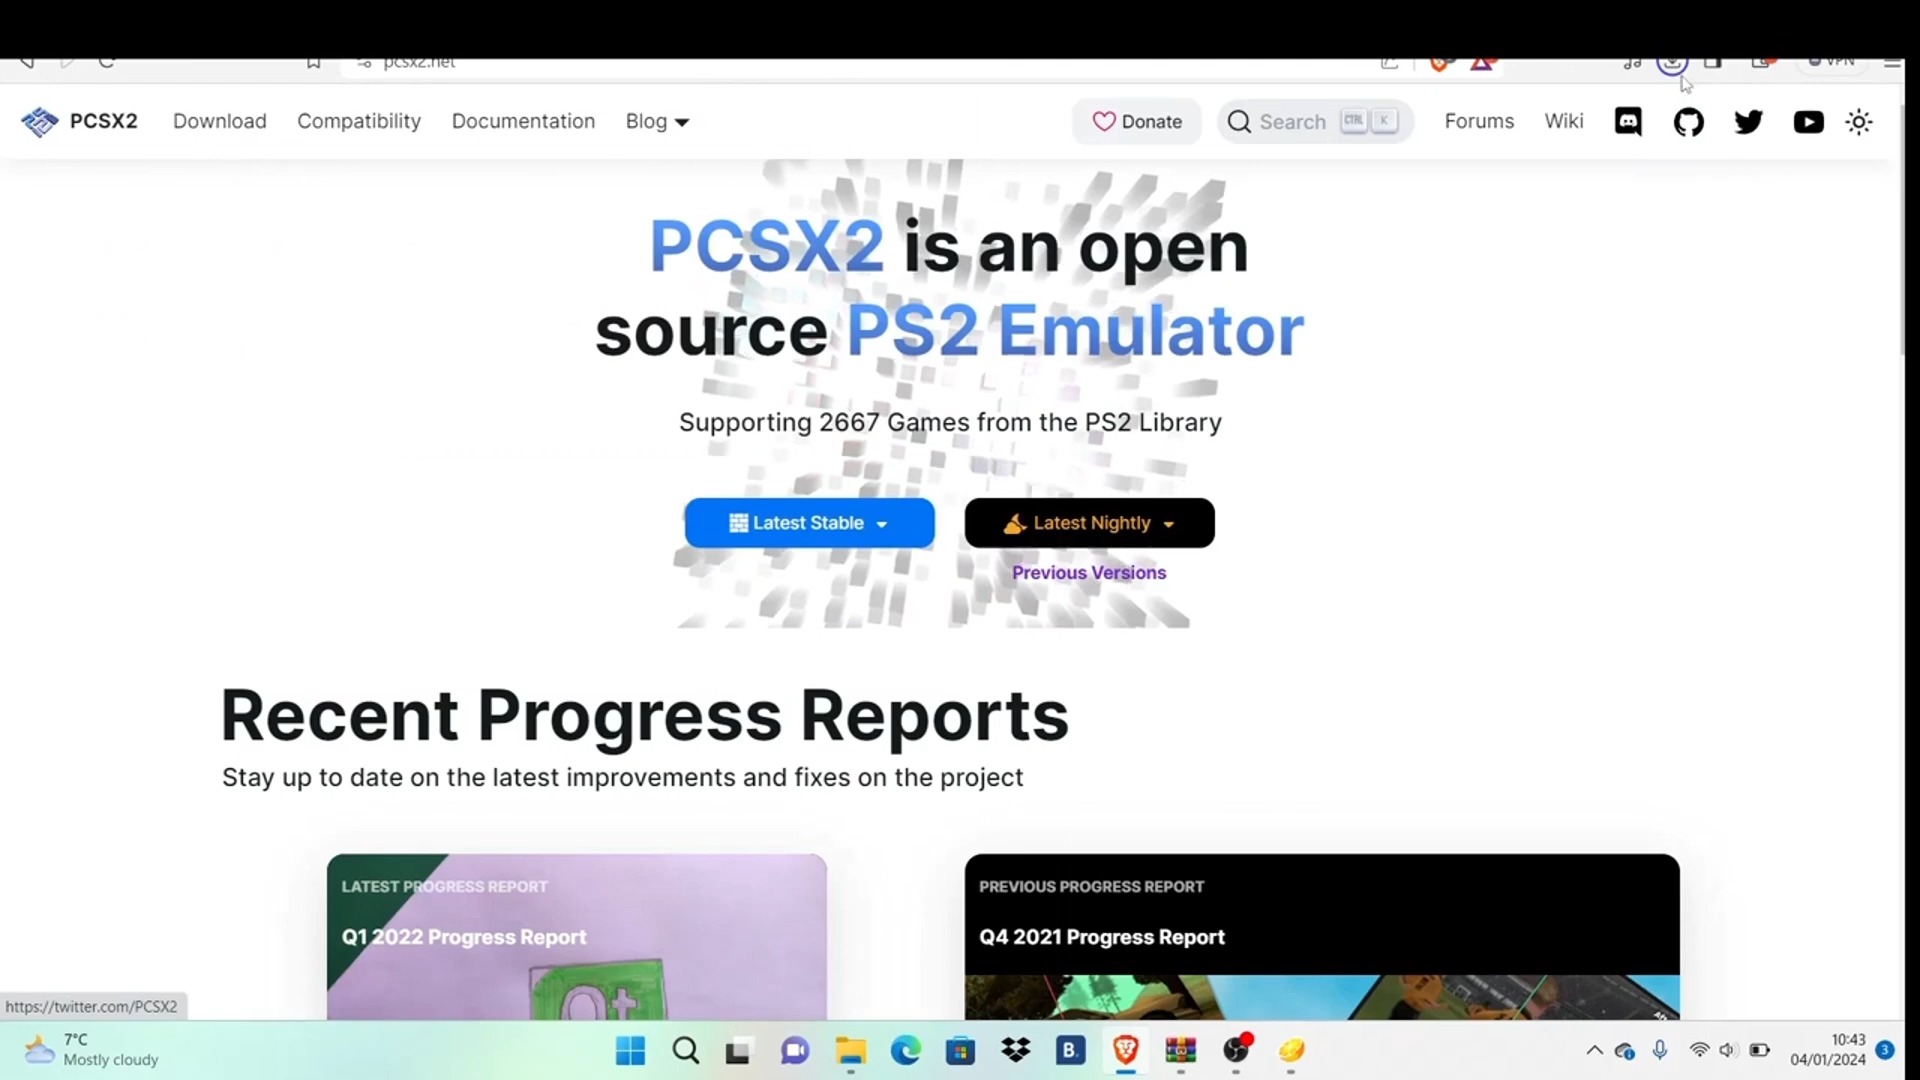 pcsx2.net
VPN
PCSX2
Download
Compatibility
Documentation
Blog
Donate
Search
CTRL
K
Forums
Wiki
PCSX2 is an open
source PS2 Emulator
Supporting 2667 Games from the PS2 Library
Latest Stable
Latest Nightly
Previous Versions
Recent Progress Reports
Stay up to date on the latest improvements and fixes on the project
LATEST PROGRESS REPORT
Q1 2022 Progress Report
PREVIOUS PROGRESS REPORT
Q4 2021 Progress Report
https://twitter.com/PCSX2
7°C
Mostly cloudy
B.
10:43
04/01/2024
3